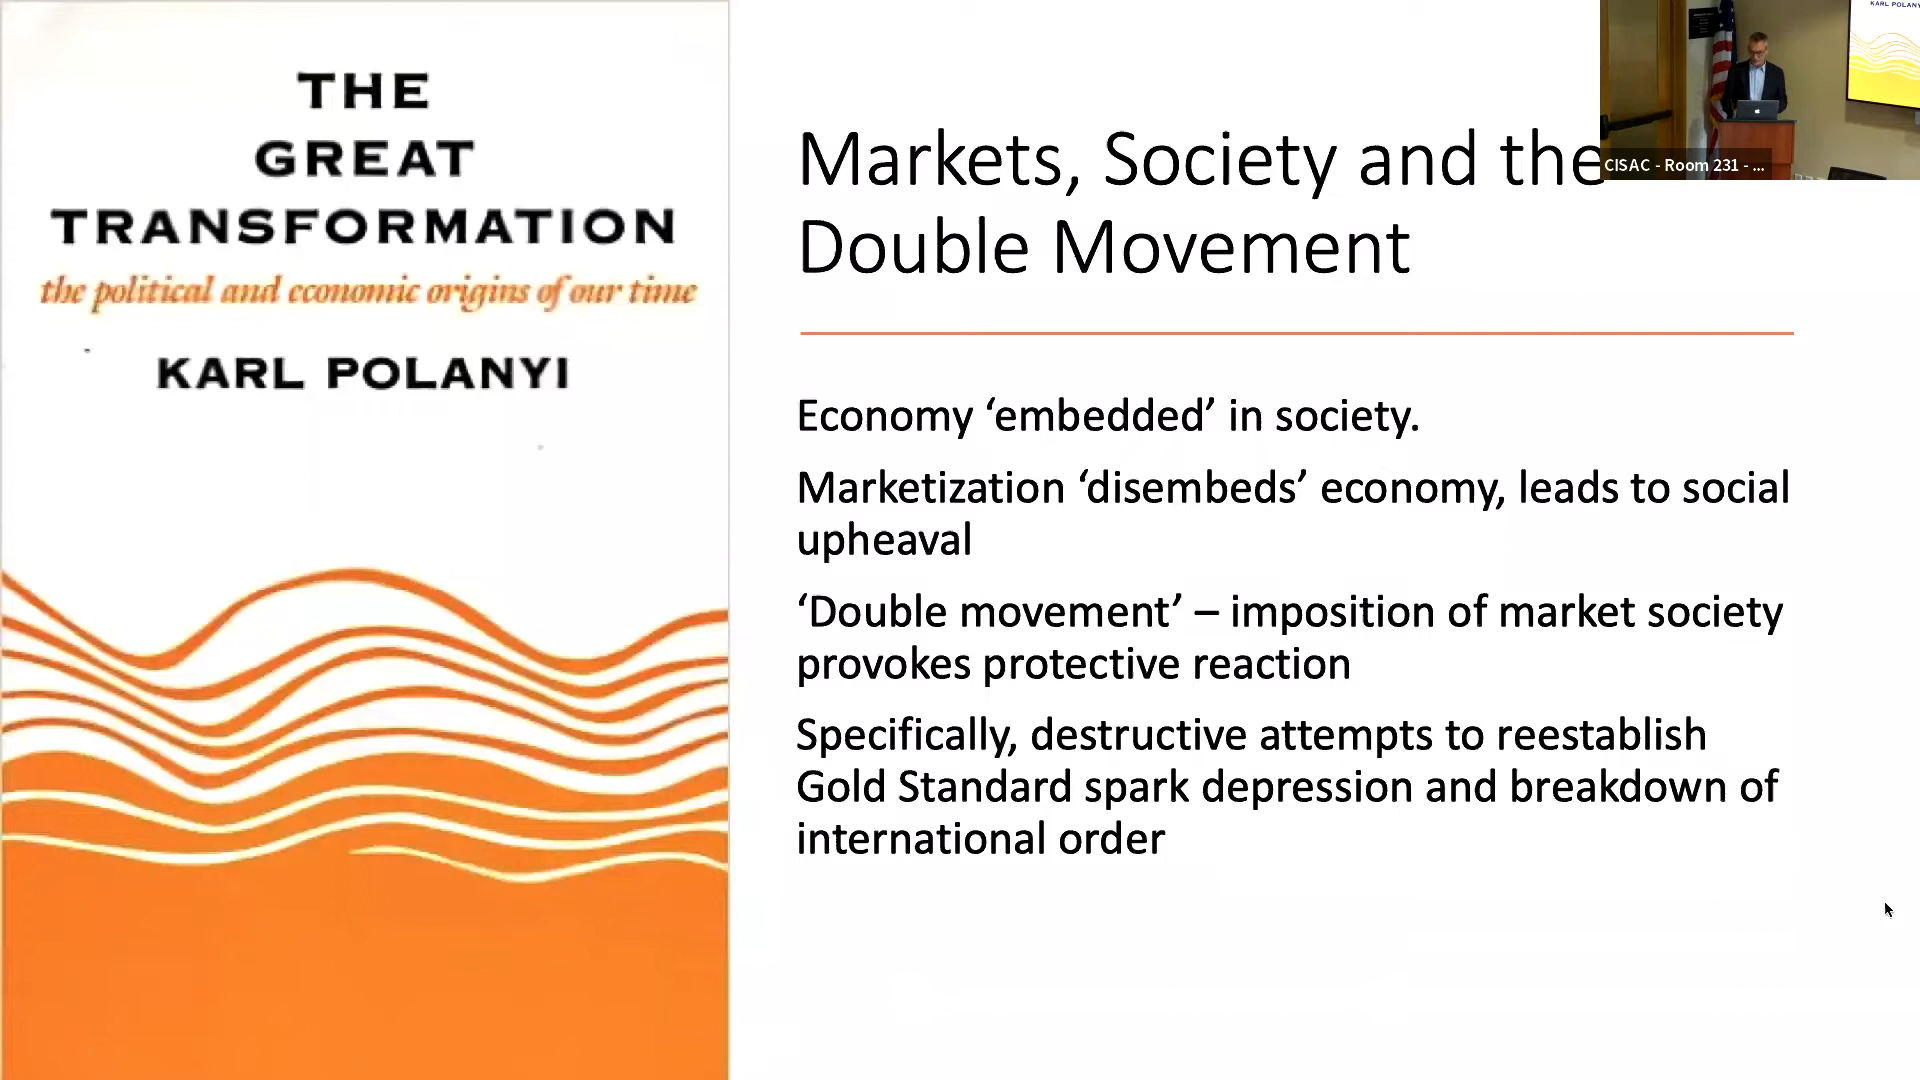 THE
GREAT
TRANSFORMATION
the political and economic origins of our time
KARL POLANYI
Markets, Society and the
Double Movement
Economy ‘embedded’ in society.
Marketization ‘disembeds’ economy, leads to social
upheaval
‘Double movement’ – imposition of market society
provokes protective reaction
Specifically, destructive attempts to reestablish
Gold Standard spark depression and breakdown of
international order
KARL POLANY
CISAC - Room 231 - ...